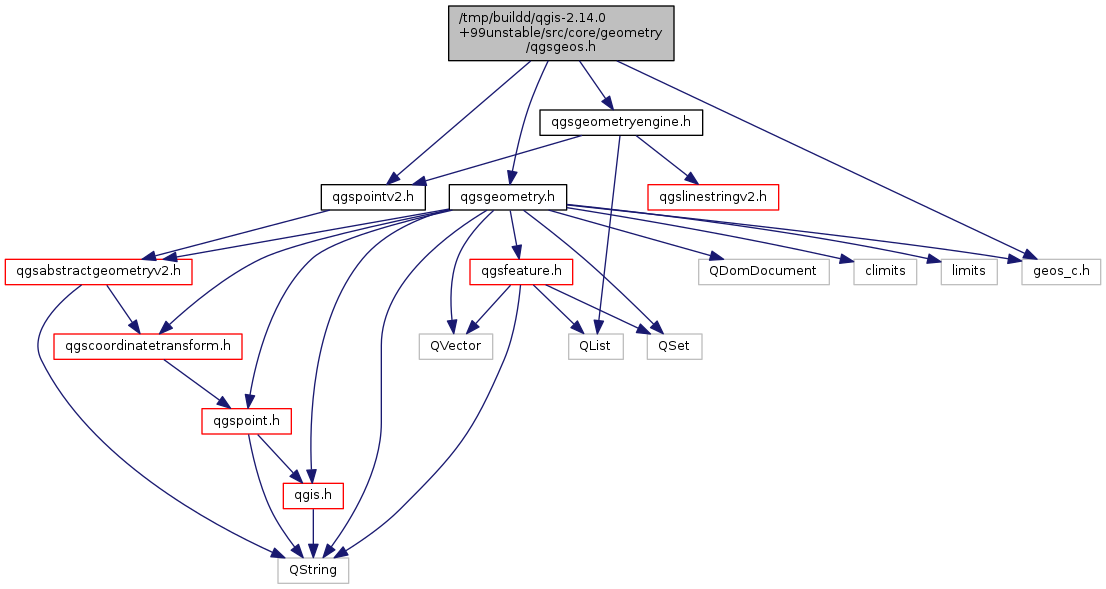 /tmp/buildd/qgis-2.14.0
+99unstable/src/core/geometry
/qgsgeos.h
qgsgeometryengine.h
qgspointv2.h
qgsgeometry.h
qgslinestringv2.h
qgsabstractgeometryv2.h
qgsfeature.h
QDomDocument
climits
limits
geos_c.h
qgscoordinatetransform.h
QVector
QList
QSet
qgspoint.h
qgis.h
QString